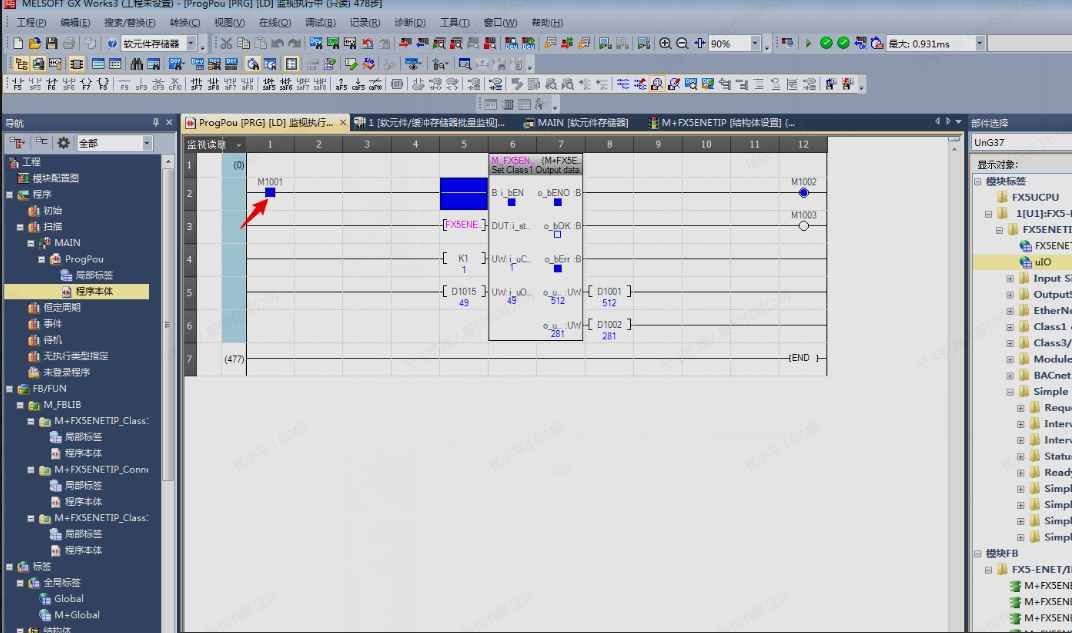 MELSOFT GX Works3 (工程未设置) - [ProgPou [PRG] [LD] 监视执行中 (只读) 478步]
工程(P) 编辑(E) 搜索/替换(F) 转换(C) 视图(V) 在线(O) 调试(B) 记录(R) 诊断(D) 工具(T) 窗口(W) 帮助(H)
软元件存储器 90% 最大: 0.931ms
导航
全部
工程
模块配置图
程序
初始
扫描
MAIN
ProgPou
局部标签
程序本体
恒定周期
事件
待机
无执行类型指定
未登录程序
FB/FUN
M_FBLIB
M+FX5ENETIP_Class:
局部标签
程序本体
M+FX5ENETIP_Conne
局部标签
程序本体
M+FX5ENETIP_Class:
局部标签
程序本体
标签
全局标签
Global
M+Global
结构体
ProgPou [PRG] [LD] 监视执行...
1 [软元件/缓冲存储器批量监视]...
MAIN [软元件存储器]
M+FX5ENETIP [结构体设置] (...
监视读取 1 2 3 4 5 6 7 8 9 10 11 12
1 (0) M_FX5EN... (M+FX5E
Set Class1 Output data
M1001 M1002
2 B:i_bEN o_bENO :B
M1003
3 FX5ENE.. DUT:i_st.. o_bOK :B
4 K1 UW:i_uC... o_bErr :B
1 1
5 D1015 UW:i_uO... o_u... :UW D1001
49 49 512 512
6 o_u... :UW D1002
281 281
7 (477) END
部件选择
UnG37
显示对象:
模块标签
FX5UCPU
1[U1]:FX5-
FX5ENETI
FX5ENET
uIO
Input Si
OutputS
EtherNe
Class1
Class3/
Module
BACnet
Simple
Reque
Interv
Interv
Status
Ready
Simpl
Simpl
Simpl
Simpl
模块FB
FX5-ENET/I
M+FX5ENE
M+FX5ENE
M+FX5ENE